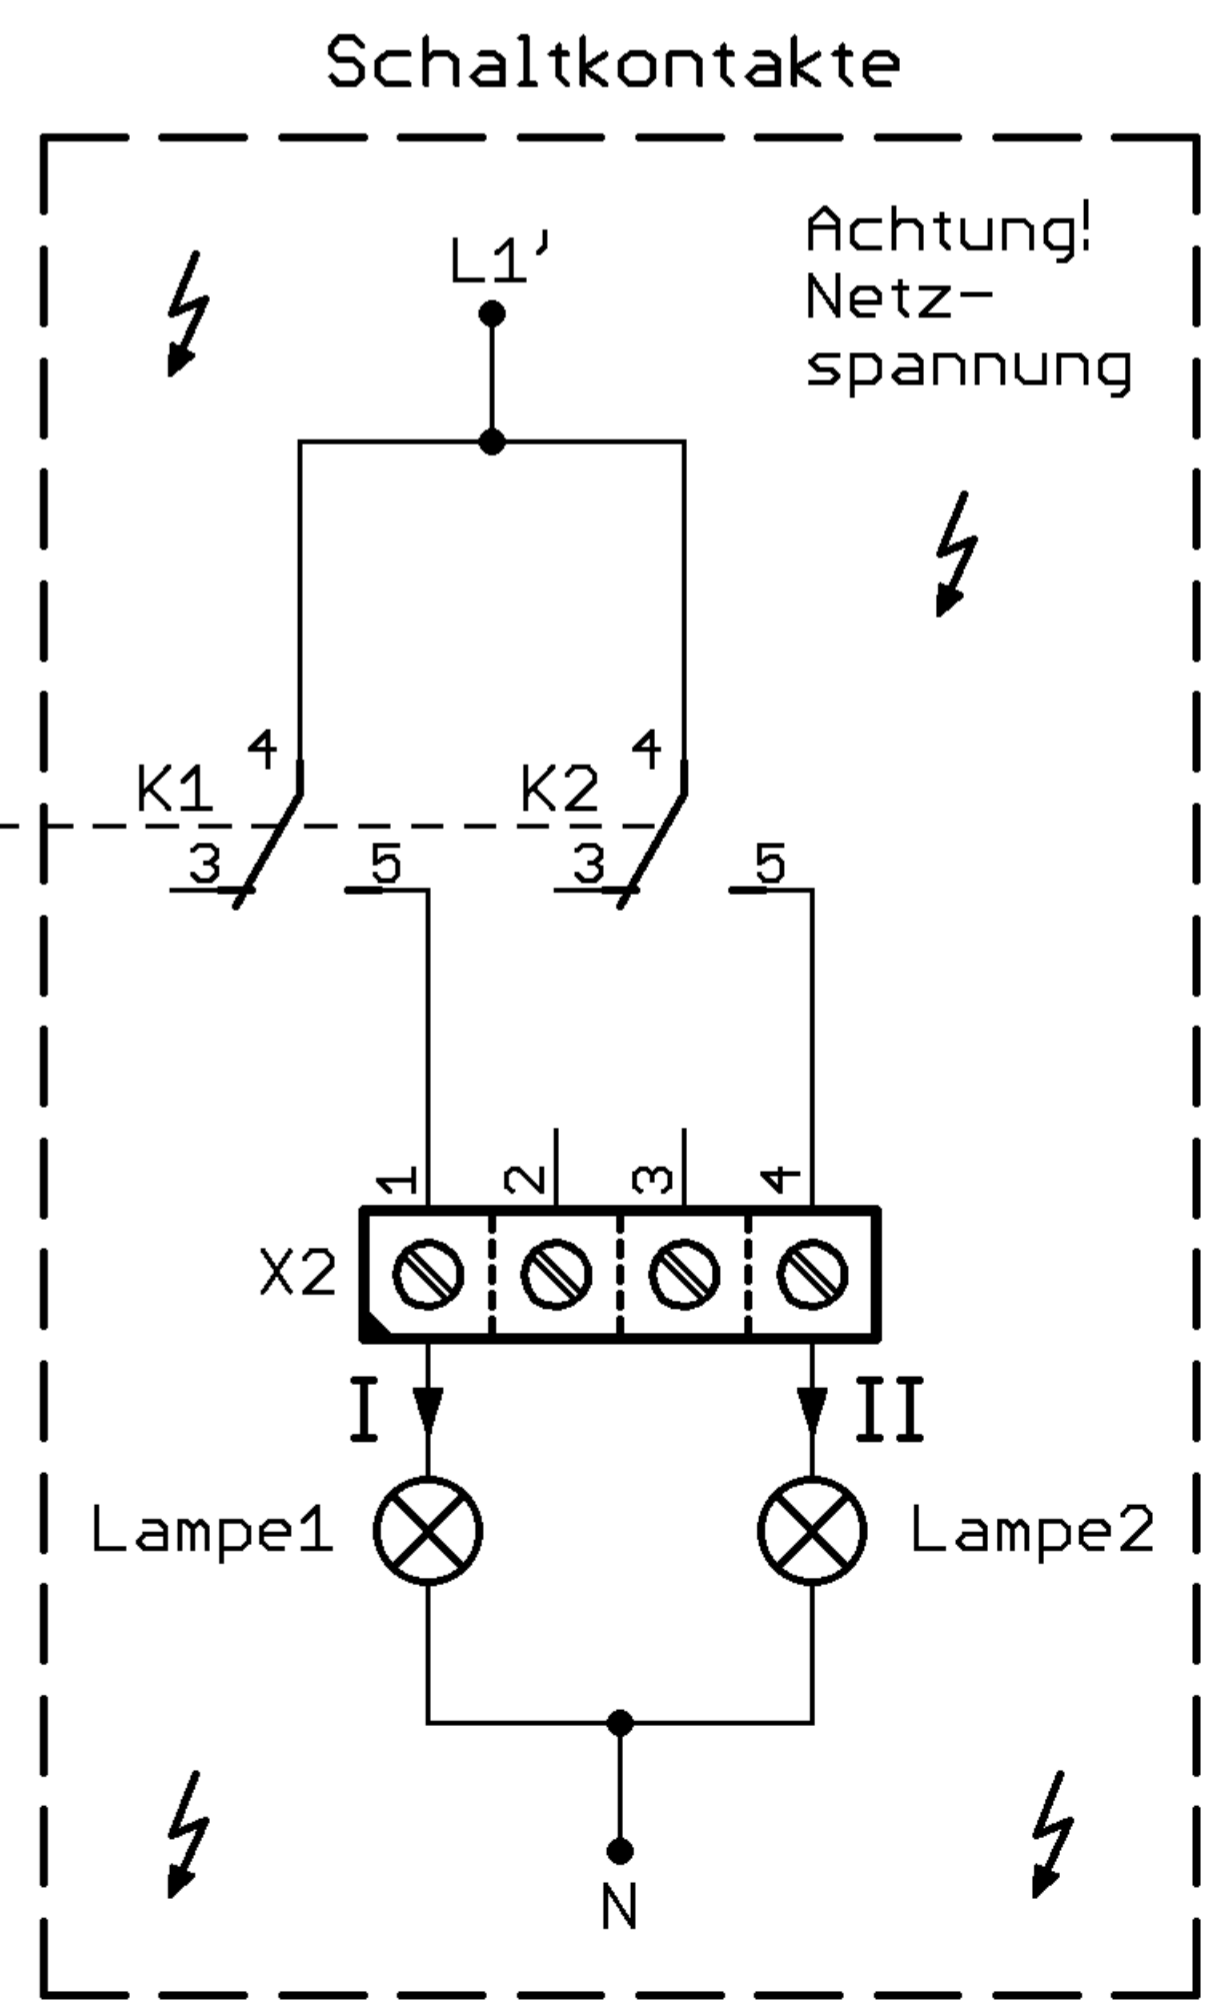 Schaltkontakte
L1'
Achtung!
Netz-
spannung
4
4
K1
K2
3
5
3
5
1
2
3
4
X2
I
II
Lampe1
Lampe2
N